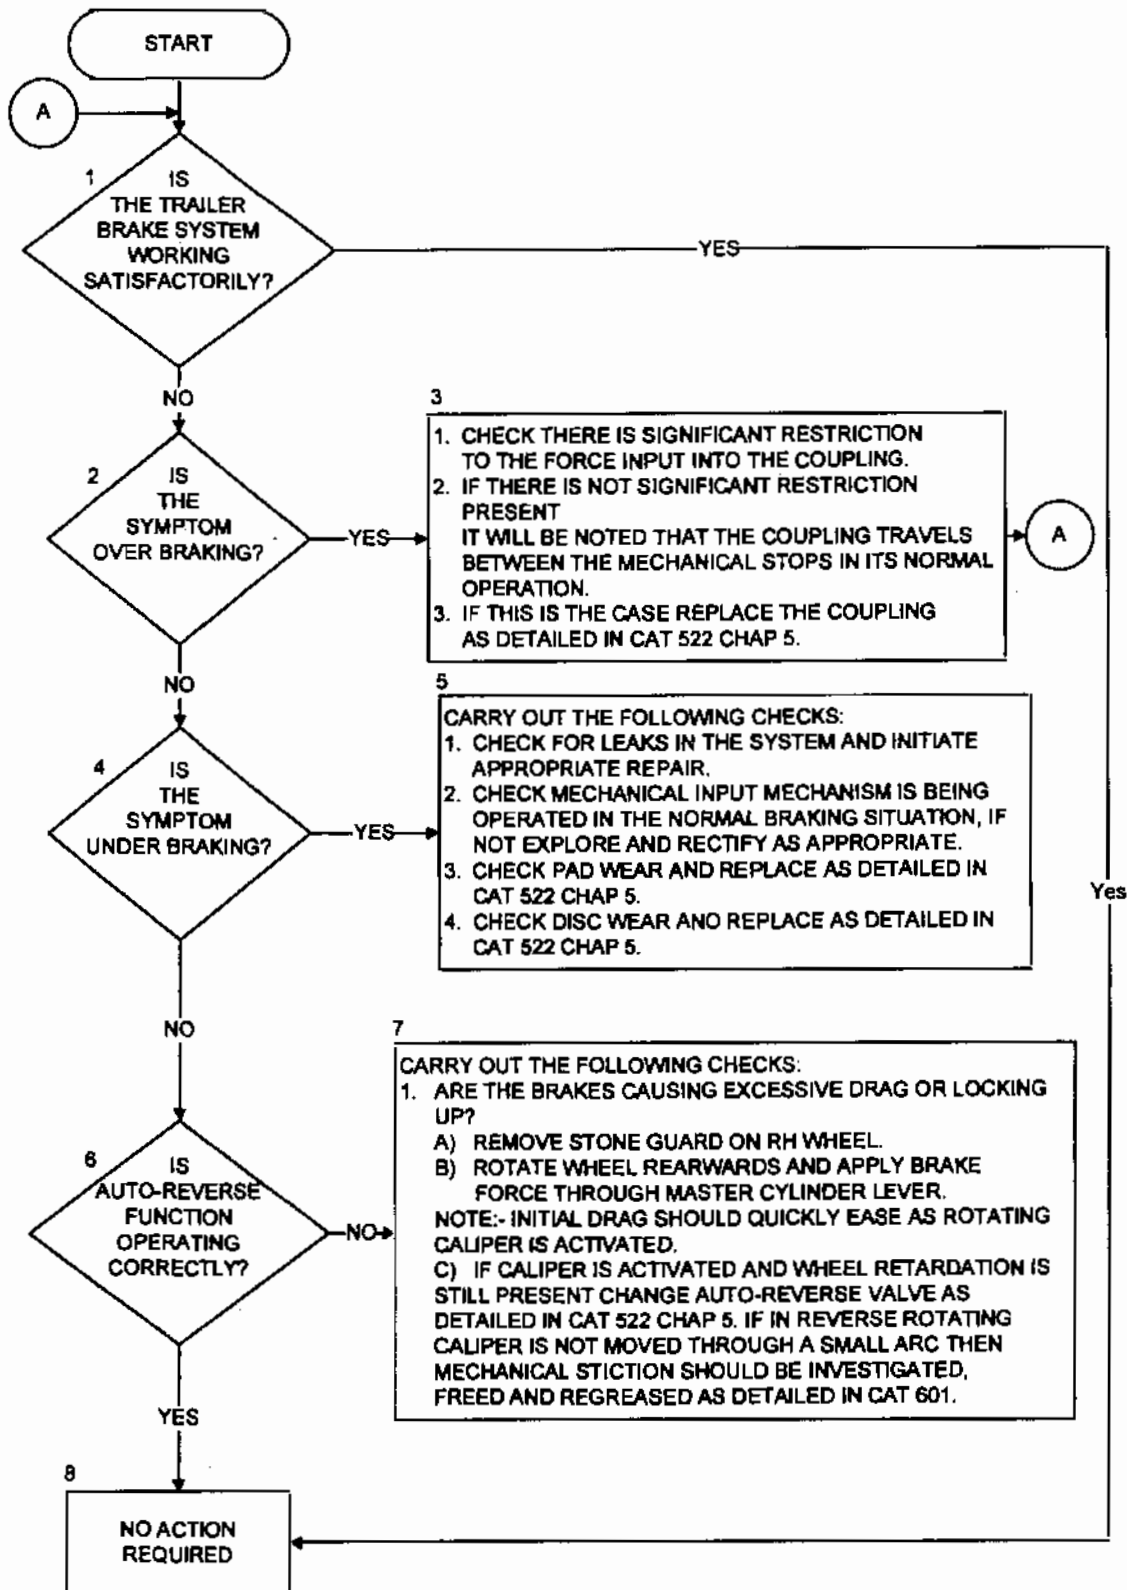 START
A
1
IS
THE TRAILER
BRAKE SYSTEM
WORKING
SATISFACTORILY?
YES
NO
2
IS
THE
SYMPTOM
OVER BRAKING?
YES
3
1. CHECK THERE IS SIGNIFICANT RESTRICTION
TO THE FORCE INPUT INTO THE COUPLING.
2. IF THERE IS NOT SIGNIFICANT RESTRICTION
PRESENT
IT WILL BE NOTED THAT THE COUPLING TRAVELS
BETWEEN THE MECHANICAL STOPS IN ITS NORMAL
OPERATION.
3. IF THIS IS THE CASE REPLACE THE COUPLING
AS DETAILED IN CAT 522 CHAP 5.
A
NO
4
IS
THE
SYMPTOM
UNDER BRAKING?
YES
5
CARRY OUT THE FOLLOWING CHECKS:
1. CHECK FOR LEAKS IN THE SYSTEM AND INITIATE
APPROPRIATE REPAIR.
2. CHECK MECHANICAL INPUT MECHANISM IS BEING
OPERATED IN THE NORMAL BRAKING SITUATION, IF
NOT EXPLORE AND RECTIFY AS APPROPRIATE.
3. CHECK PAD WEAR AND REPLACE AS DETAILED IN
CAT 522 CHAP 5.
4. CHECK DISC WEAR ANO REPLACE AS DETAILED IN
CAT 522 CHAP 5.
Yes
NO
6
IS
AUTO-REVERSE
FUNCTION
OPERATING
CORRECTLY?
NO
7
CARRY OUT THE FOLLOWING CHECKS:
1. ARE THE BRAKES CAUSING EXCESSIVE DRAG OR LOCKING
UP?
A) REMOVE STONE GUARD ON RH WHEEL.
B) ROTATE WHEEL REARWARDS AND APPLY BRAKE
FORCE THROUGH MASTER CYLINDER LEVER.
NOTE:- INITIAL DRAG SHOULD QUICKLY EASE AS ROTATING
CALIPER IS ACTIVATED.
C) IF CALIPER IS ACTIVATED AND WHEEL RETARDATION IS
STILL PRESENT CHANGE AUTO-REVERSE VALVE AS
DETAILED IN CAT 522 CHAP 5. IF IN REVERSE ROTATING
CALIPER IS NOT MOVED THROUGH A SMALL ARC THEN
MECHANICAL STICTION SHOULD BE INVESTIGATED,
FREED AND REGREASED AS DETAILED IN CAT 601.
YES
8
NO ACTION
REQUIRED